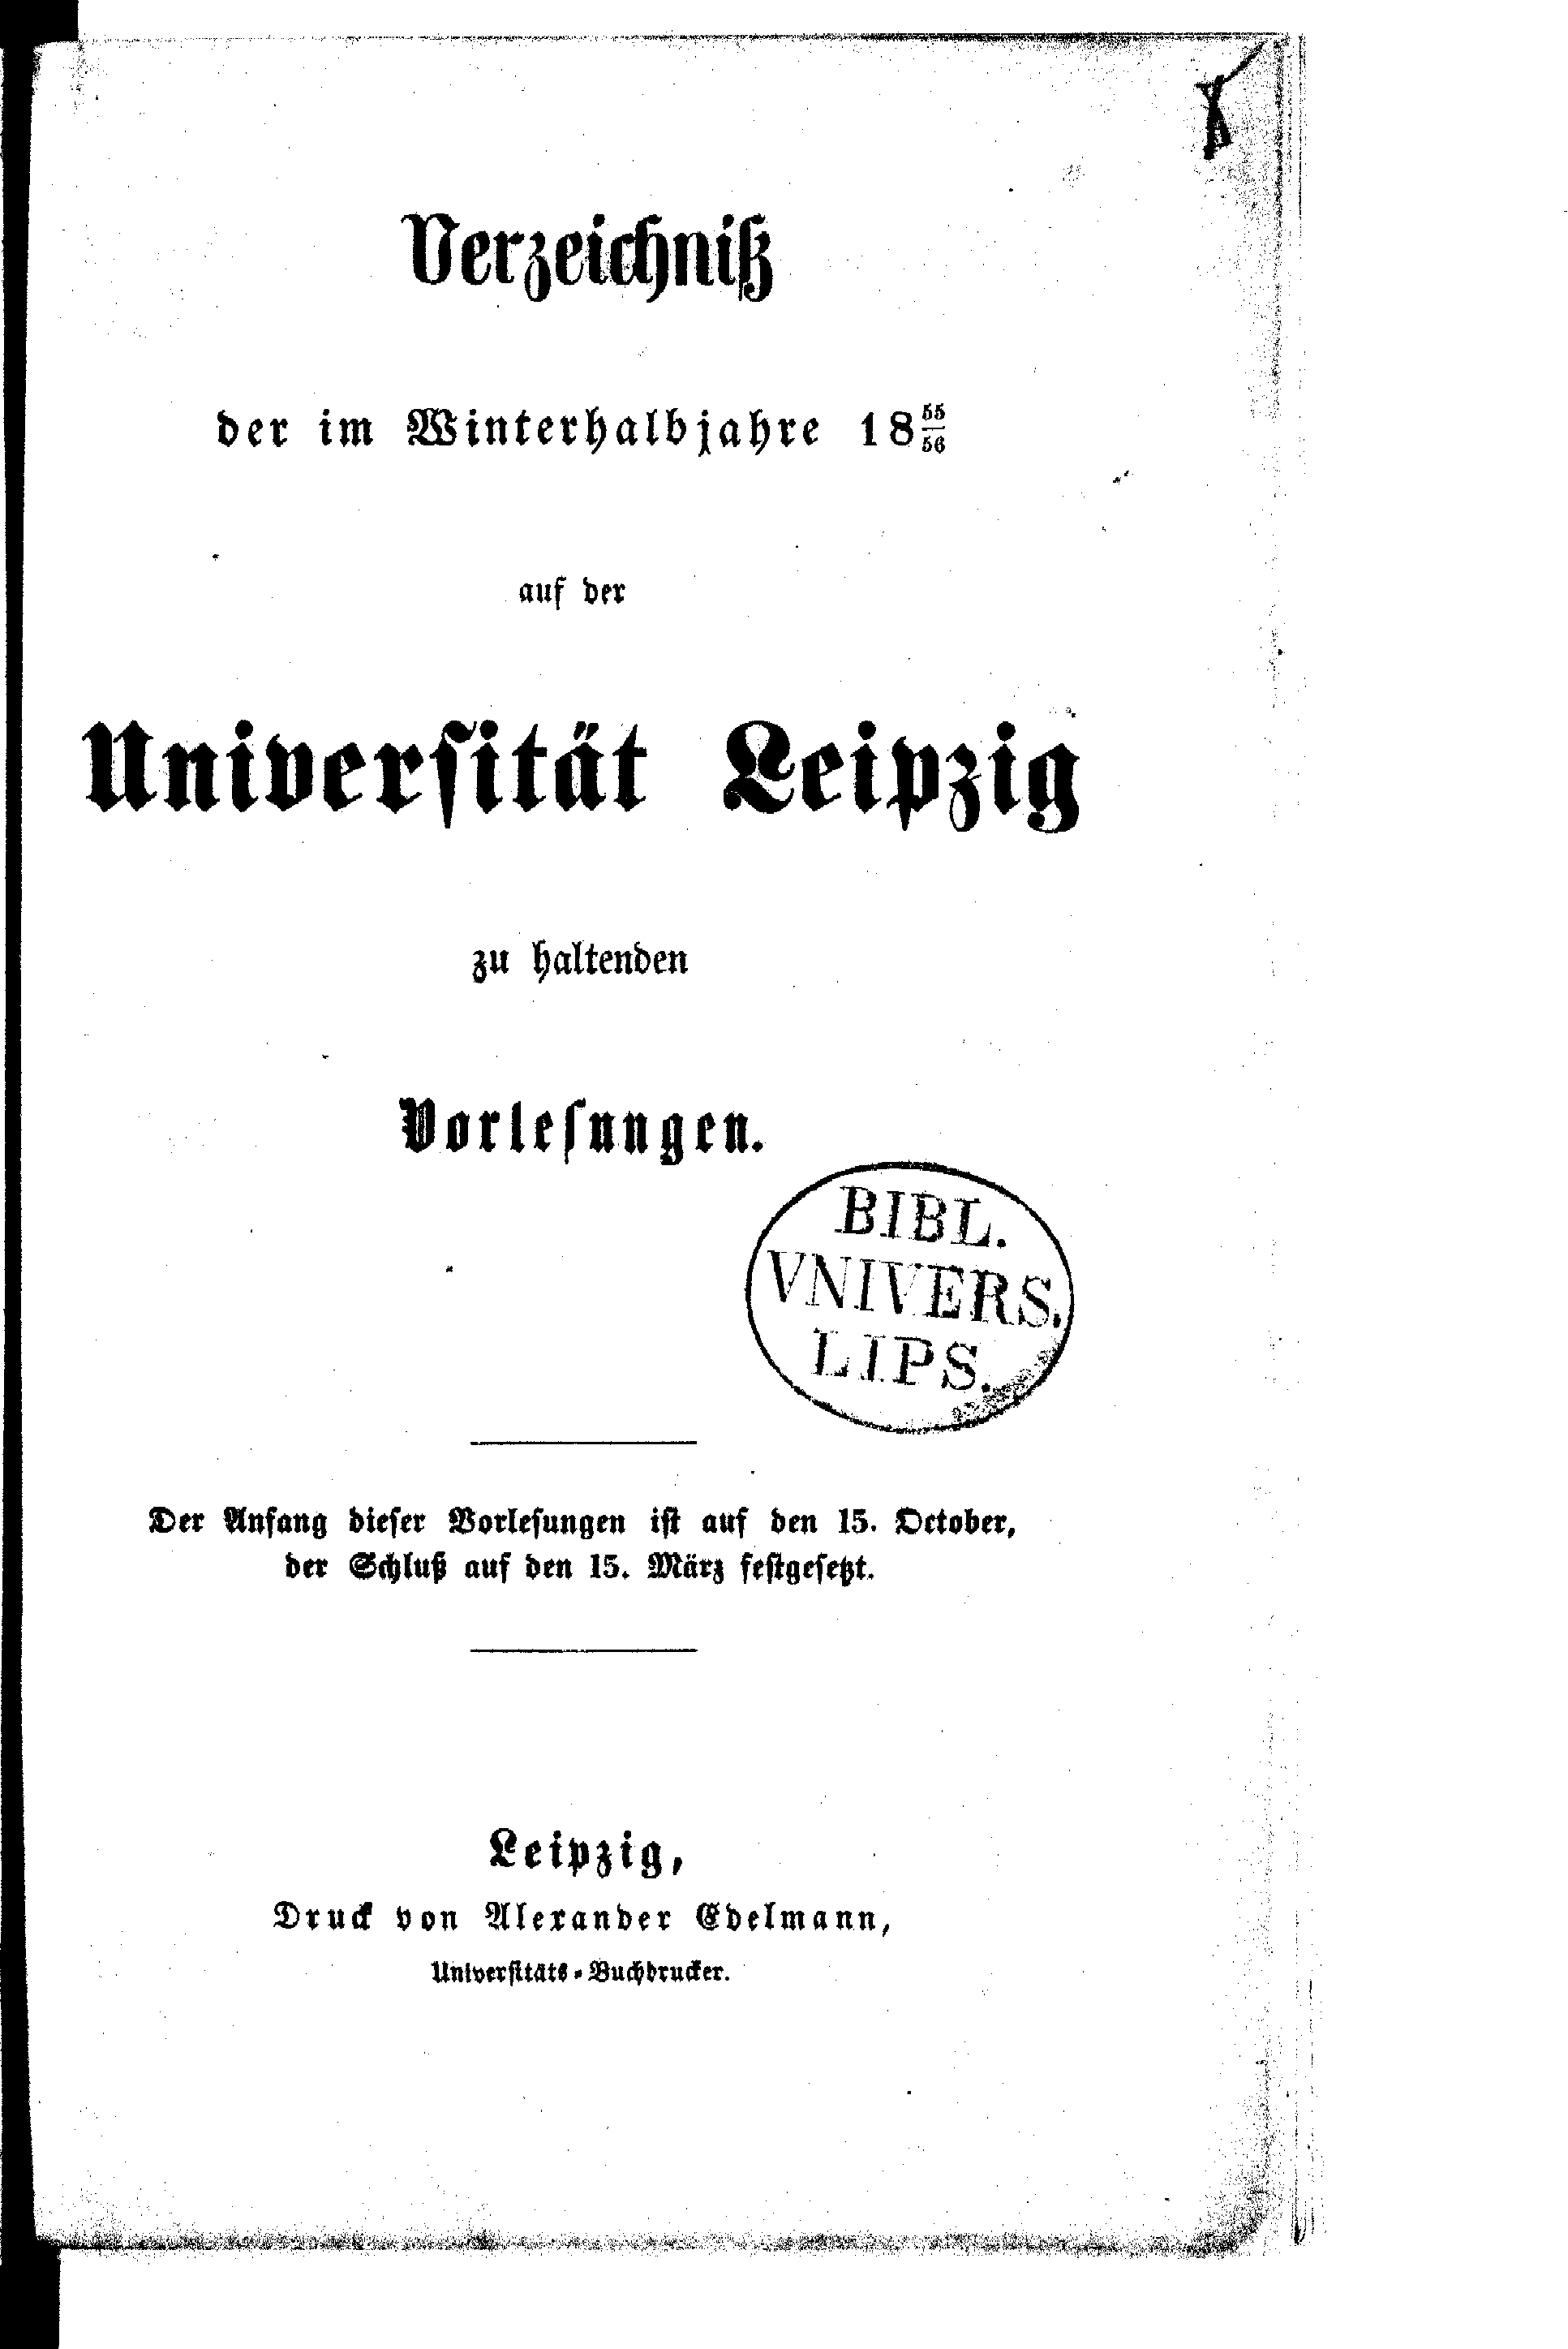 Verzeichniß
der im Winterhalbjahre 18 55/56
auf der
Universität Leipzig
zu haltenden
Vorlesungen.
BIBL.
VNIVERS.
LIPS.
Der Anfang dieser Vorlesungen ist auf den 15. October,
der Schluß auf den 15. März festgesetzt.
Leipzig,
Druck von Alexander Edelmann,
Universitäts-Buchdrucker.